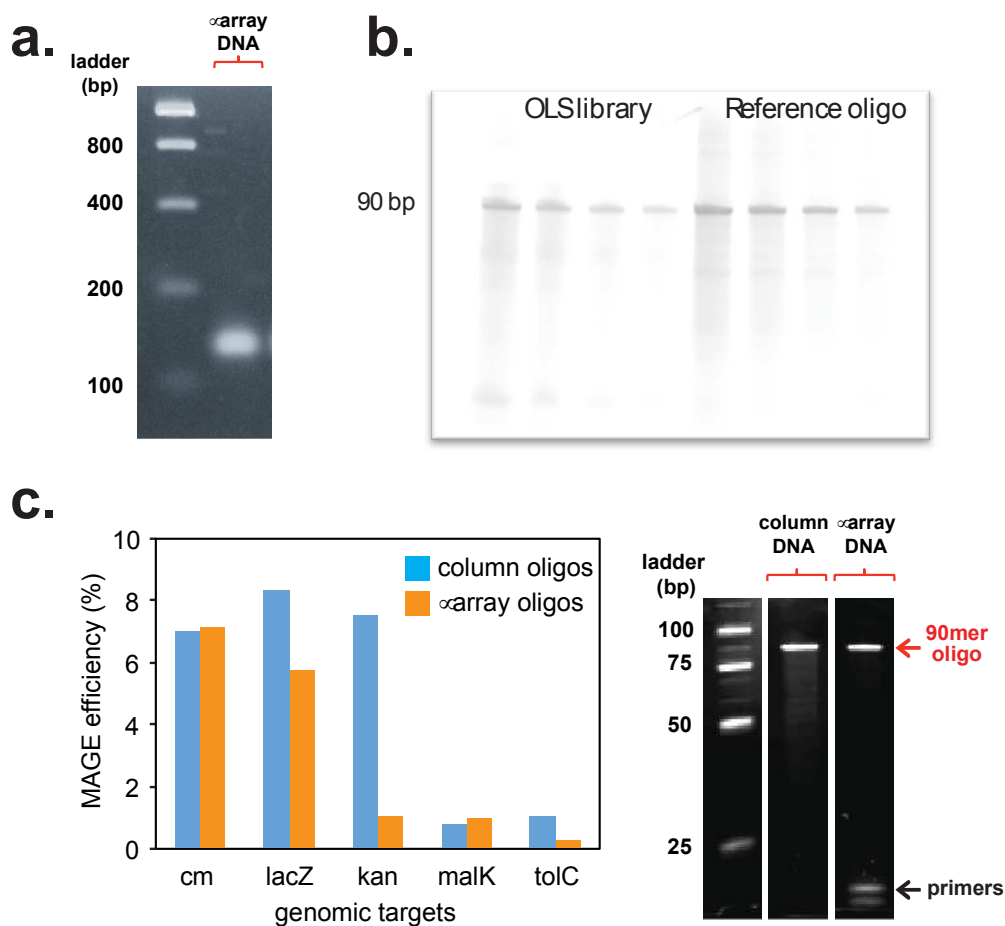 a.
∝array
DNA
ladder
(bp)
800
400
200
100
b.
OLS library
Reference oligo
90 bp
c.
10
8
6
4
2
0
MAGE efficiency (%)
column oligos
∝array oligos
cm
lacZ
kan
malK
tolC
genomic targets
column
DNA
∝array
DNA
ladder
(bp)
100
75
50
25
90mer
oligo
primers